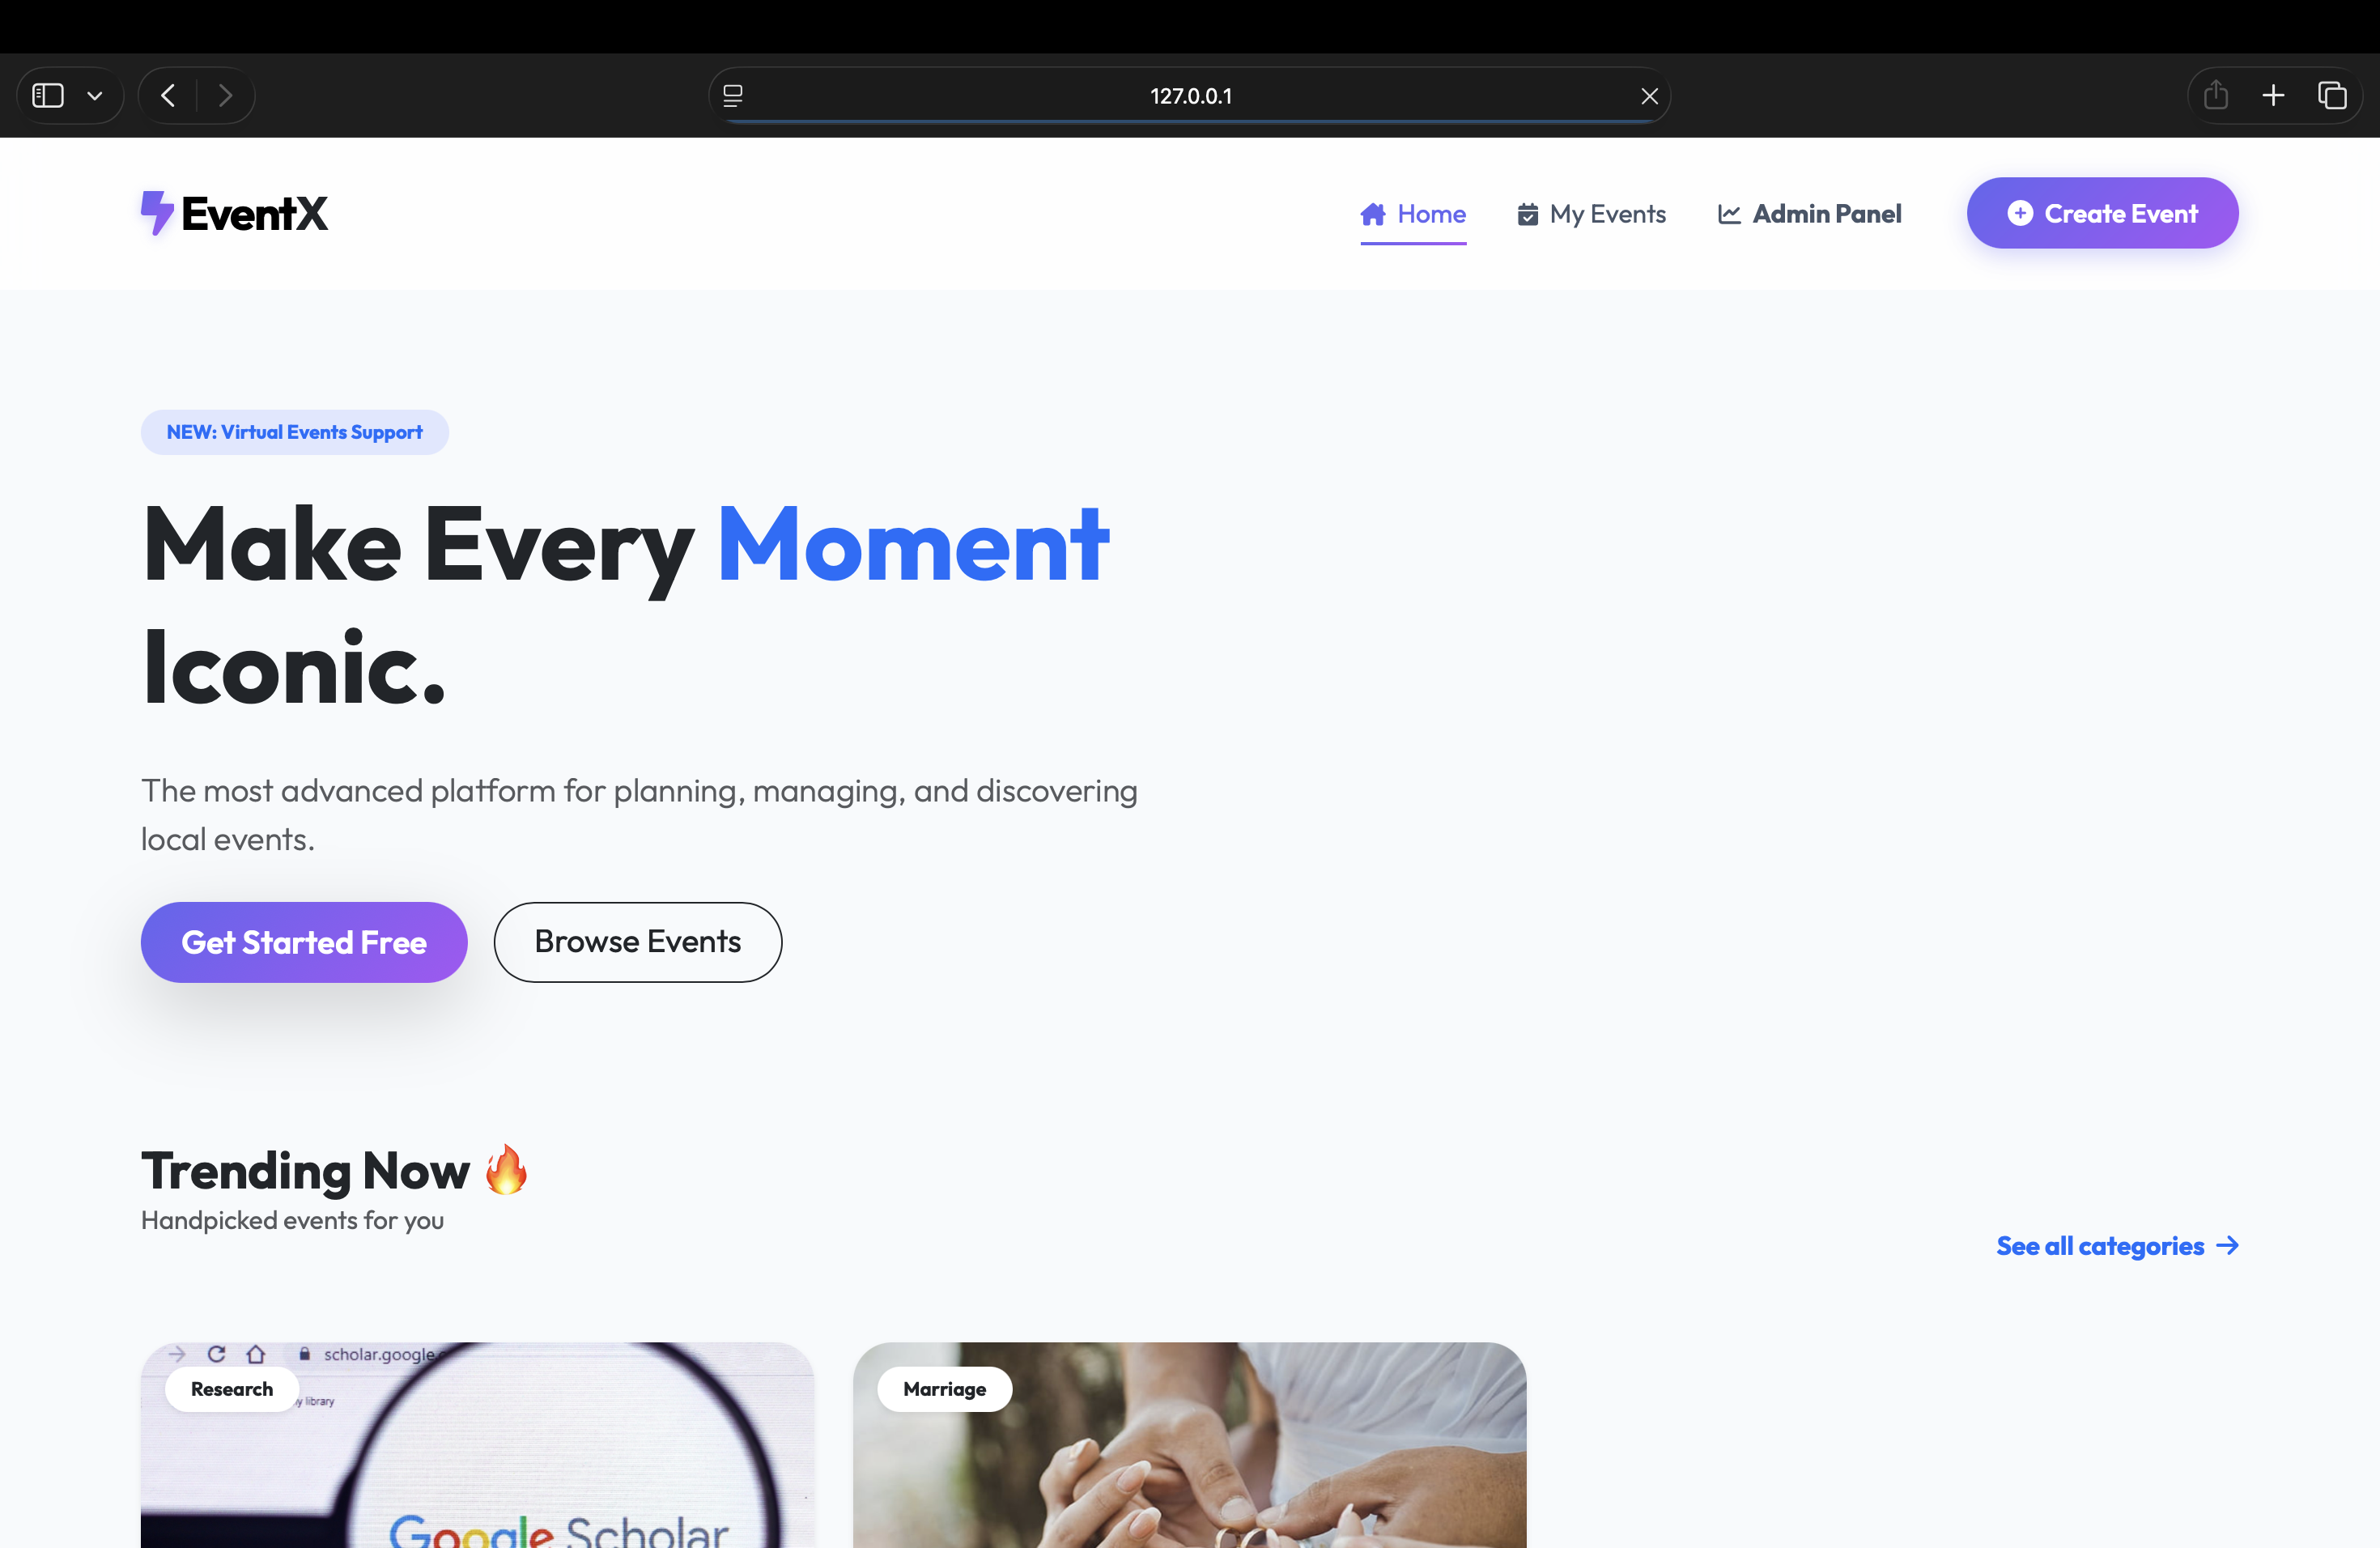 127.0.0.1
EventX
Home
My Events
Admin Panel
Create Event
NEW: Virtual Events Support
Make Every Moment
Iconic.
The most advanced platform for planning, managing, and discovering
local events.
Get Started Free
Browse Events
Trending Now 🔥
Handpicked events for you
See all categories →
scholar.google.
Research
library
Google Scholar
Marriage